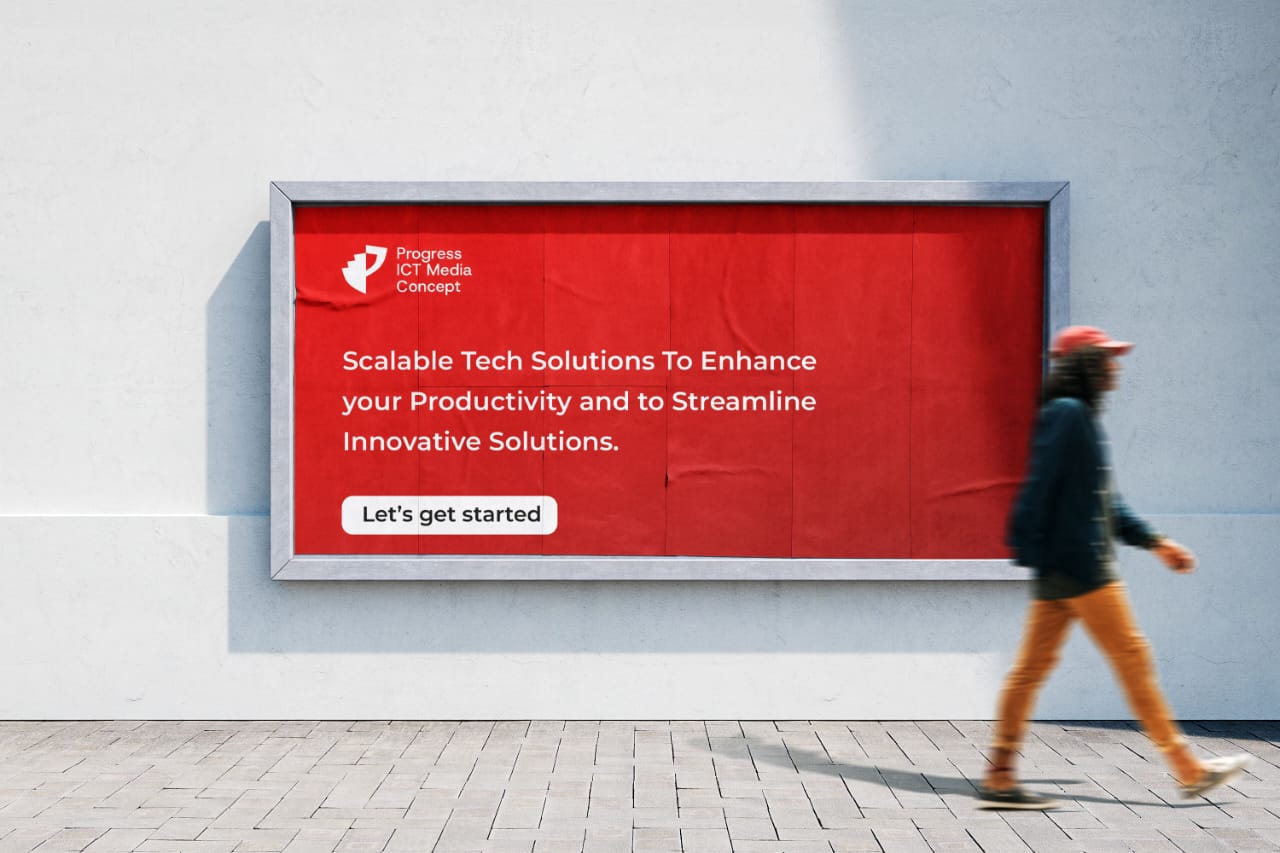 Progress
ICT Media
Concept
Scalable Tech Solutions To Enhance
your Productivity and to Streamline
Innovative Solutions.
Let's get started